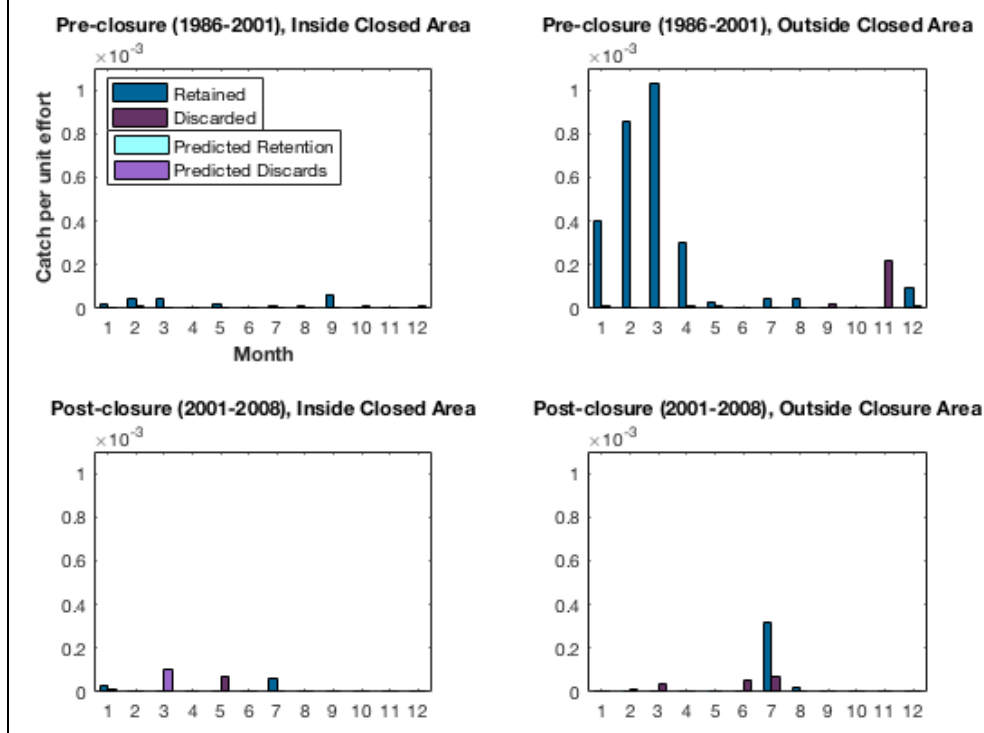 Pre-closure (1986-2001), Inside Closed Area
×10⁻³
Catch per unit effort
1
0.8
0.6
0.4
0.2
0
Retained
Discarded
Predicted Retention
Predicted Discards
1 2 3 4 5 6 7 8 9 10 11 12
Month
Pre-closure (1986-2001), Outside Closed Area
×10⁻³
1
0.8
0.6
0.4
0.2
0
1 2 3 4 5 6 7 8 9 10 11 12
Post-closure (2001-2008), Inside Closed Area
×10⁻³
1
0.8
0.6
0.4
0.2
0
1 2 3 4 5 6 7 8 9 10 11 12
Post-closure (2001-2008), Outside Closure Area
×10⁻³
1
0.8
0.6
0.4
0.2
0
1 2 3 4 5 6 7 8 9 10 11 12